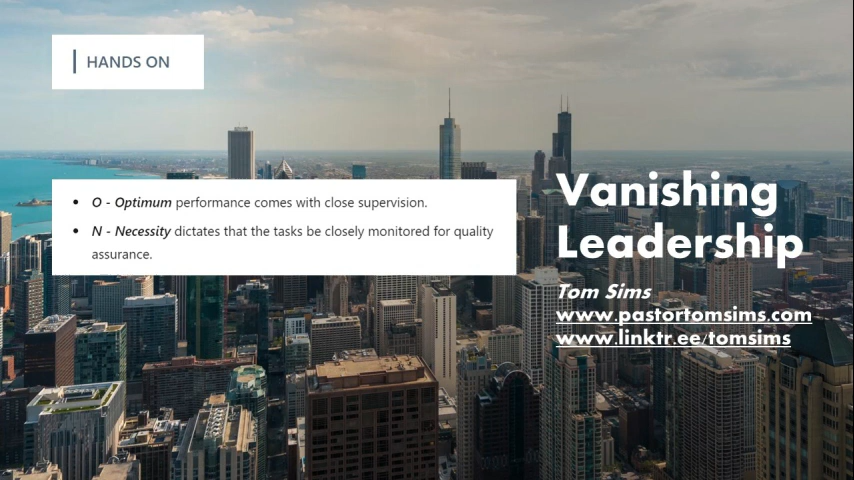 HANDS ON
• O - Optimum performance comes with close supervision.
• N - Necessity dictates that the tasks be closely monitored for quality
assurance.
Vanishing
Leadership
Tom Sims
www.pastortomsims.com
www.linktr.ee/tomsims